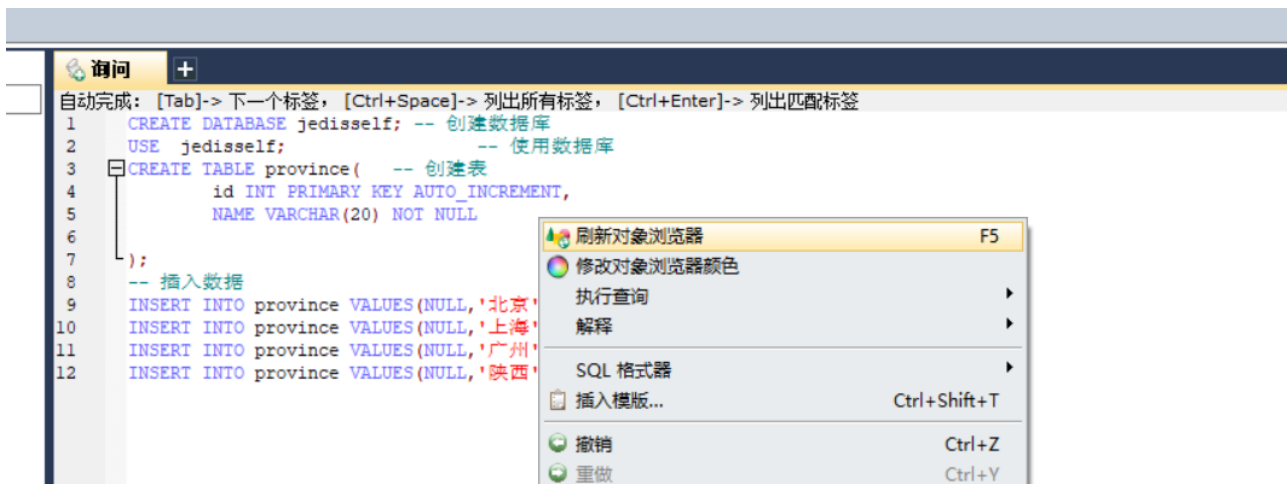 询问
自动完成: [Tab]-> 下一个标签, [Ctrl+Space]-> 列出所有标签, [Ctrl+Enter]-> 列出匹配标签
1 CREATE DATABASE jedisself; -- 创建数据库
2 USE jedisself; -- 使用数据库
3 CREATE TABLE province( -- 创建表
4 id INT PRIMARY KEY AUTO_INCREMENT,
5 NAME VARCHAR(20) NOT NULL
6
7 );
8 -- 插入数据
9 INSERT INTO province VALUES(NULL,'北京'
10 INSERT INTO province VALUES(NULL,'上海'
11 INSERT INTO province VALUES(NULL,'广州'
12 INSERT INTO province VALUES(NULL,'陕西'
刷新对象浏览器 F5
修改对象浏览器颜色
执行查询
解释
SQL 格式器
插入模版... Ctrl+Shift+T
撤销 Ctrl+Z
重做 Ctrl+Y